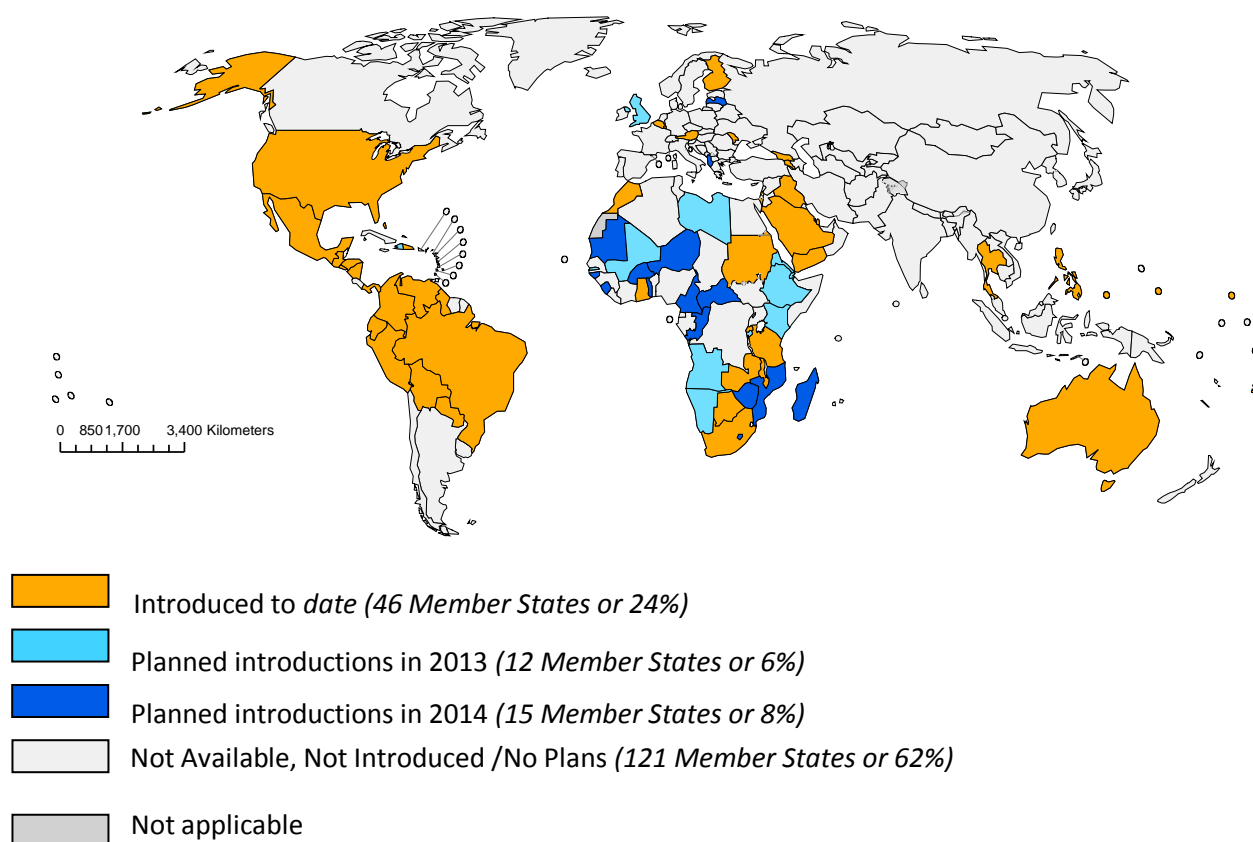 0 850 1,700 3,400 Kilometers
Introduced to date (46 Member States or 24%)
Planned introductions in 2013 (12 Member States or 6%)
Planned introductions in 2014 (15 Member States or 8%)
Not Available, Not Introduced /No Plans (121 Member States or 62%)
Not applicable